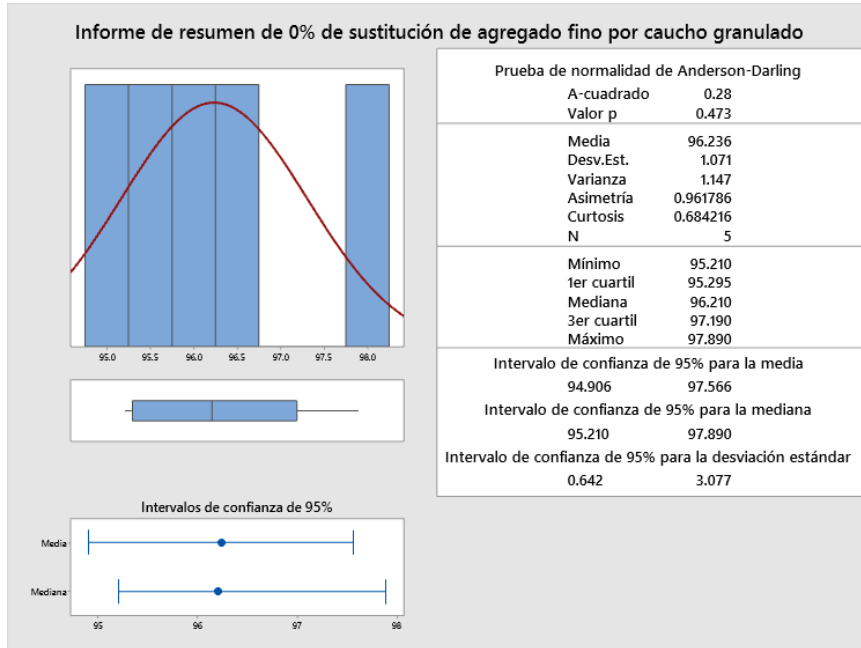 Informe de resumen de 0% de sustitución de agregado fino por caucho granulado
95.0 95.5 96.0 96.5 97.0 97.5 98.0
Intervalos de confianza de 95%
Media
Mediana
95 96 97 98
Prueba de normalidad de Anderson-Darling
A-cuadrado 0.28
Valor p 0.473
Media 96.236
Desv.Est. 1.071
Varianza 1.147
Asimetría 0.961786
Curtosis 0.684216
N 5
Mínimo 95.210
1er cuartil 95.295
Mediana 96.210
3er cuartil 97.190
Máximo 97.890
Intervalo de confianza de 95% para la media
94.906 97.566
Intervalo de confianza de 95% para la mediana
95.210 97.890
Intervalo de confianza de 95% para la desviación estándar
0.642 3.077